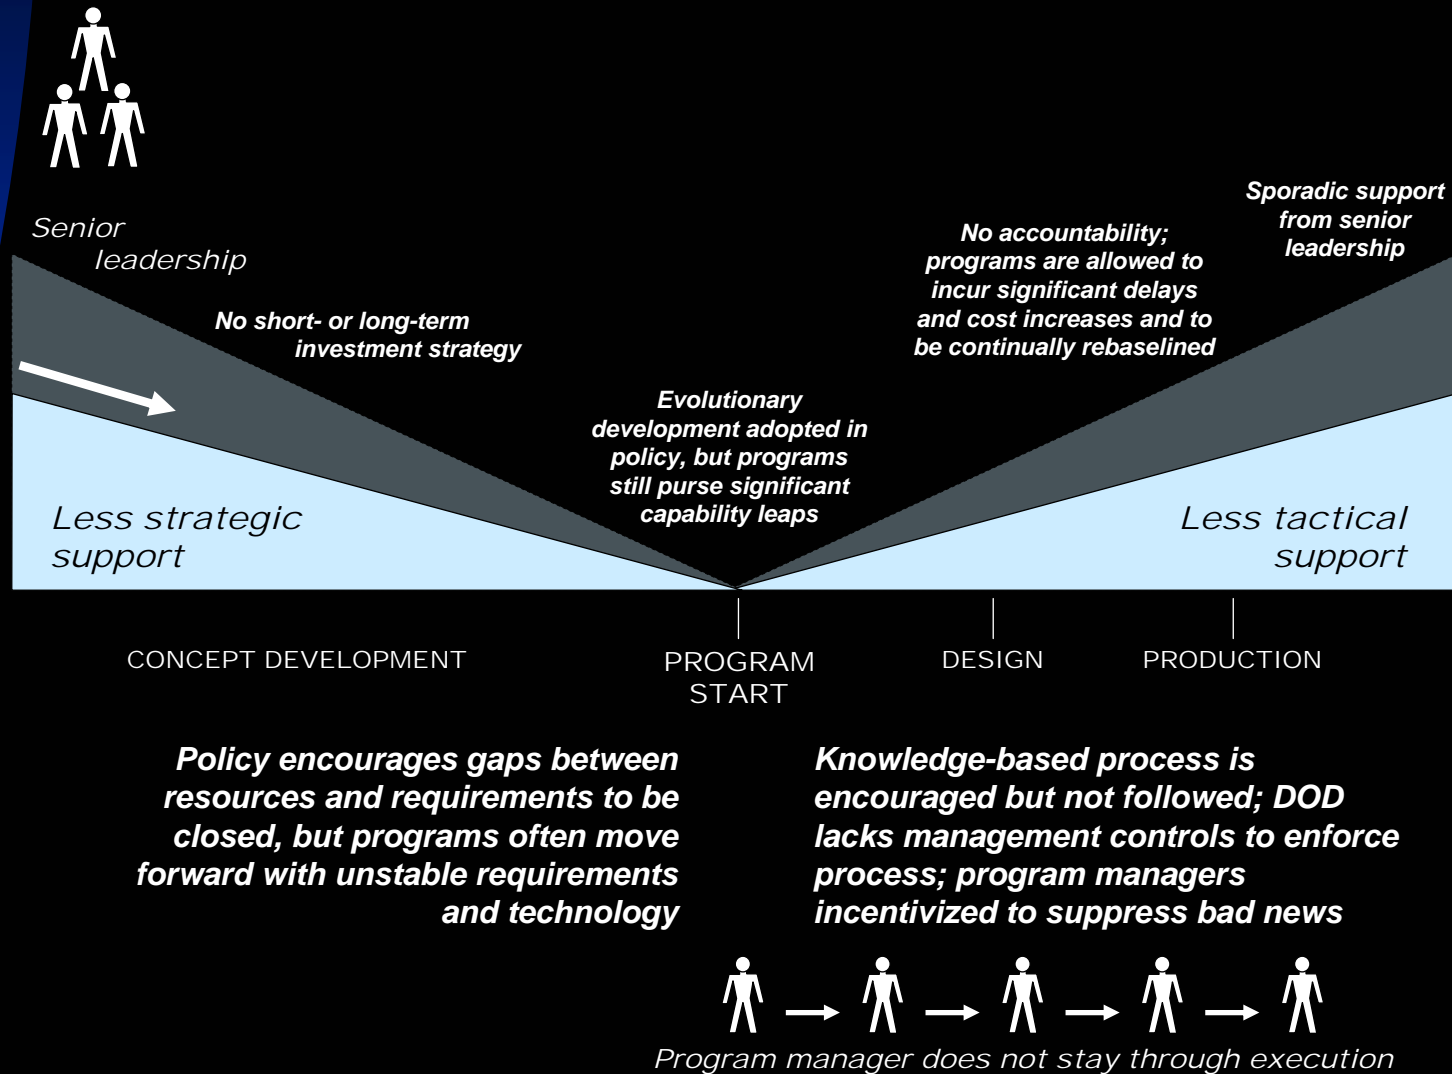 Senior
leadership
No short- or long-term
investment strategy
Evolutionary
development adopted in
policy, but programs
still purse significant
capability leaps
No accountability;
programs are allowed to
incur significant delays
and cost increases and to
be continually rebaselined
Sporadic support
from senior
leadership
Less strategic
support
Less tactical
support
CONCEPT DEVELOPMENT
PROGRAM
START
DESIGN
PRODUCTION
Policy encourages gaps between
resources and requirements to be
closed, but programs often move
forward with unstable requirements
and technology
Knowledge-based process is
encouraged but not followed; DOD
lacks management controls to enforce
process; program managers
incentivized to suppress bad news
Program manager does not stay through execution